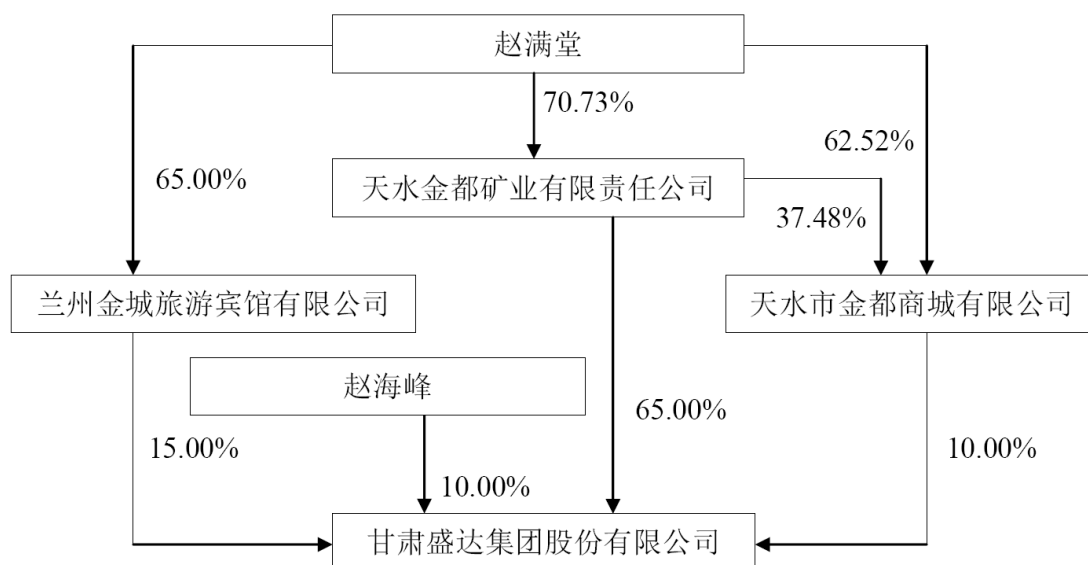 赵满堂
70.73%
62.52%
65.00%
天水金都矿业有限责任公司
37.48%
兰州金城旅游宾馆有限公司
天水市金都商城有限公司
赵海峰
65.00%
15.00%
10.00%
10.00%
甘肃盛达集团股份有限公司